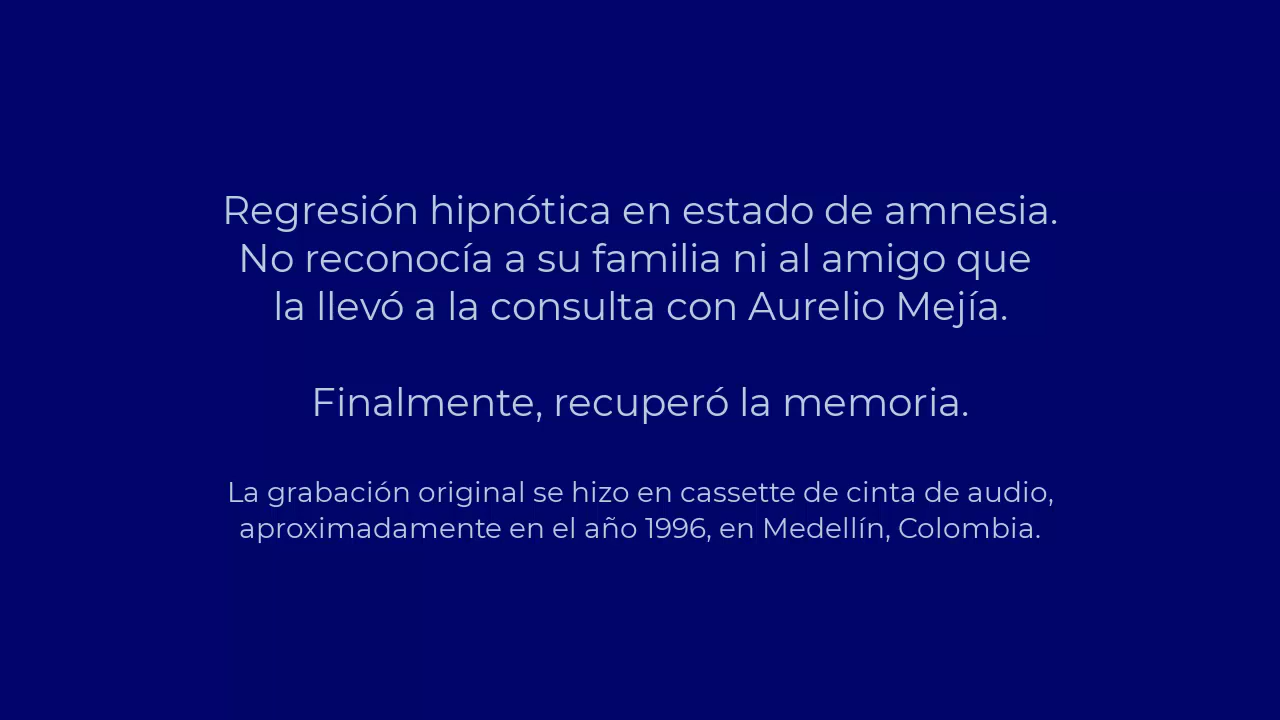 Regresión hipnótica en estado de amnesia.
No reconocía a su familia ni al amigo que
la llevó a la consulta con Aurelio Mejía.
Finalmente, recuperó la memoria.
La grabación original se hizo en cassette de cinta de audio,
aproximadamente en el año 1996, en Medellín, Colombia.